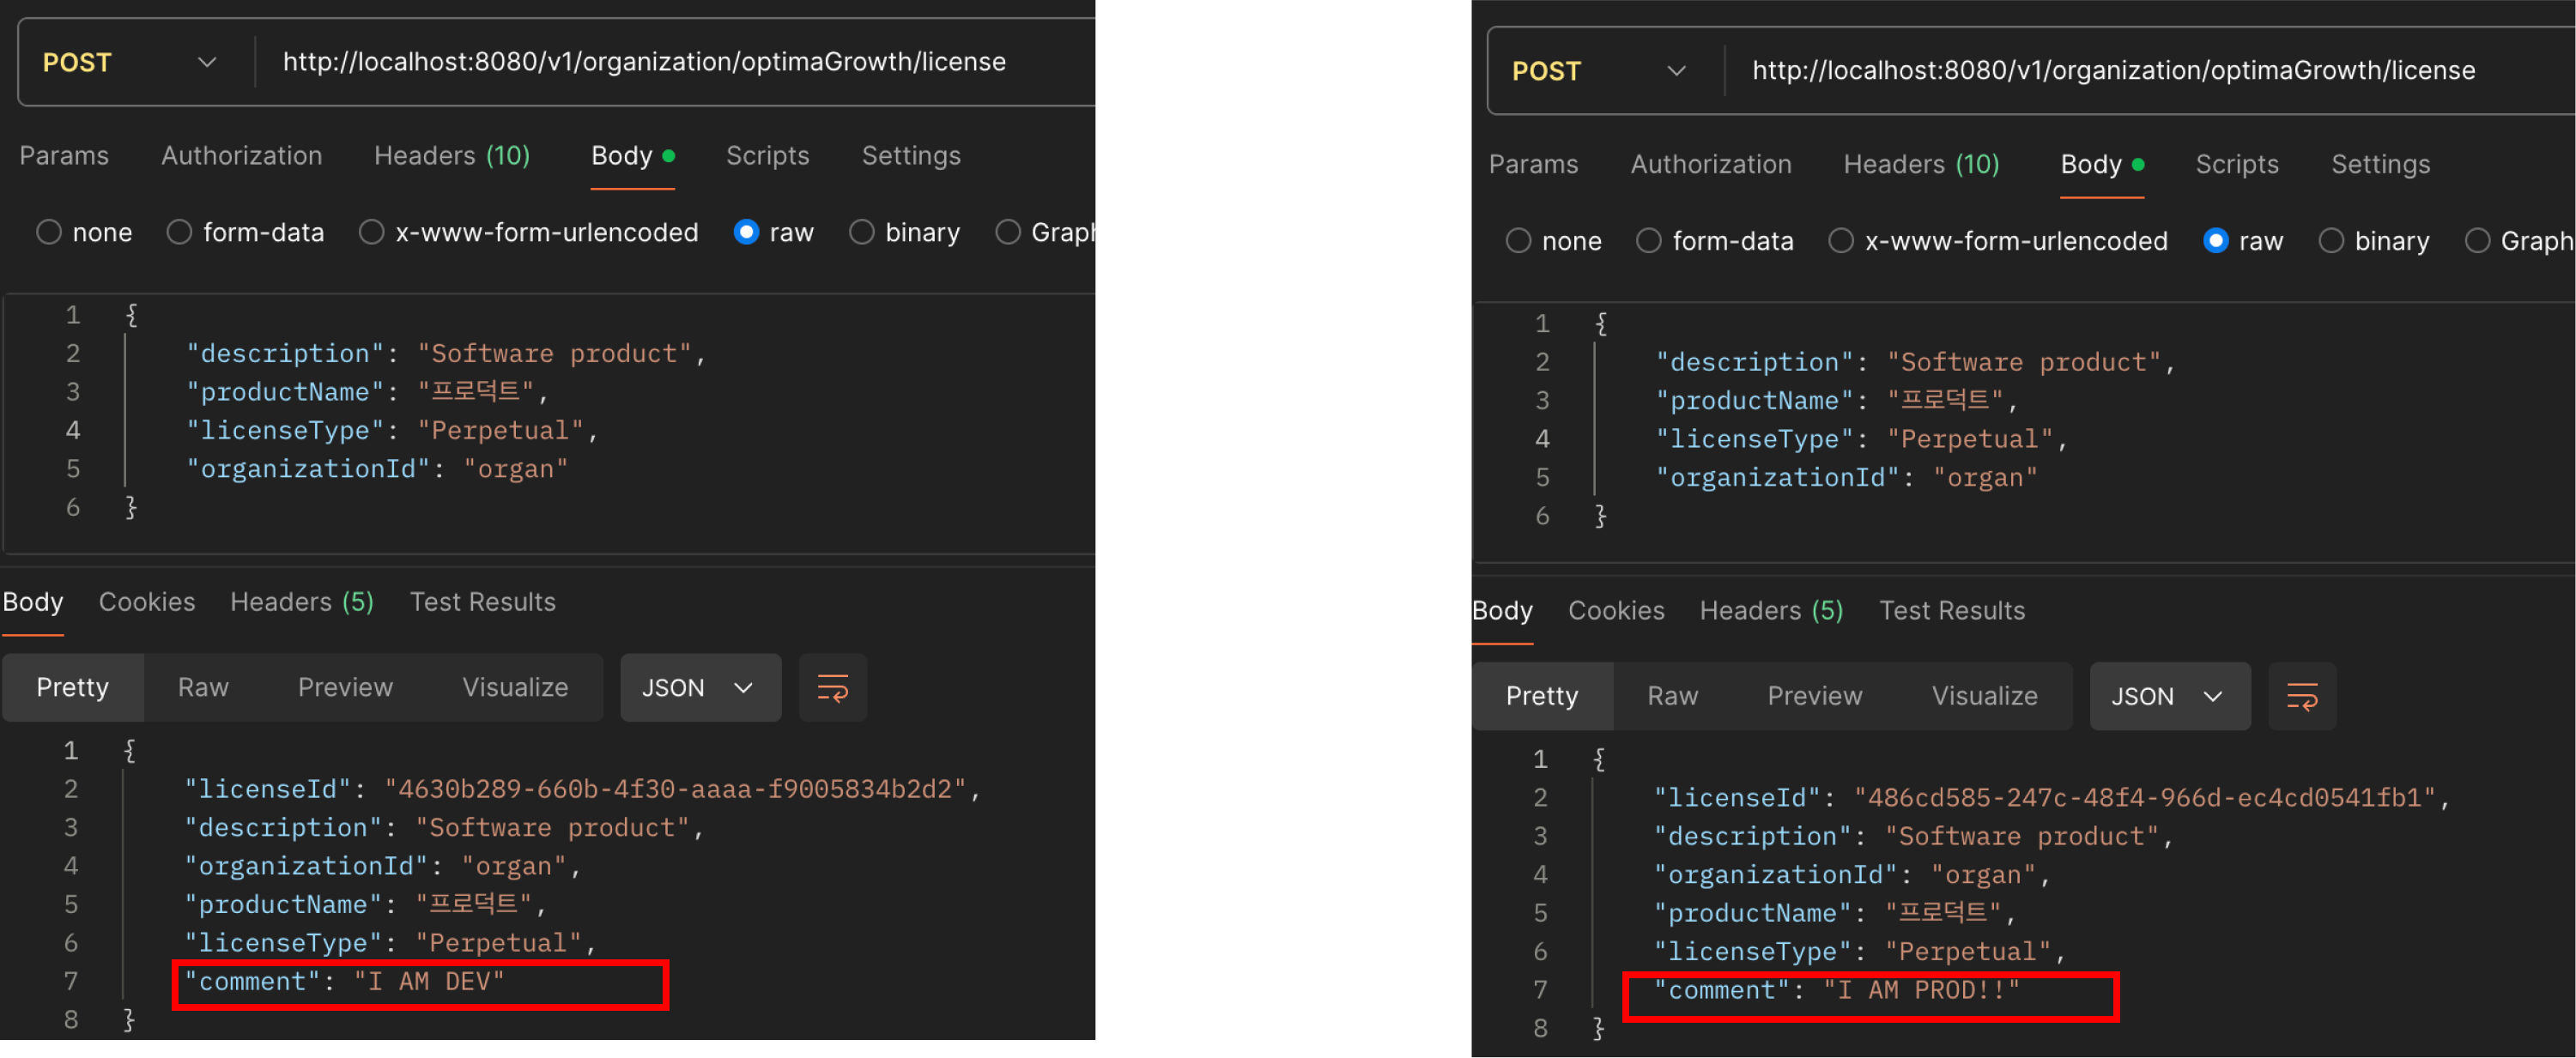 POST http://localhost:8080/v1/organization/optimaGrowth/license
Params Authorization Headers (10) Body Scripts Settings
none form-data x-www-form-urlencoded raw binary Graph
1 {
2 "description": "Software product",
3 "productName": "프로덕트",
4 "licenseType": "Perpetual",
5 "organizationId": "organ"
6 }
Body Cookies Headers (5) Test Results
Pretty Raw Preview Visualize JSON
1 {
2 "licenseId": "4630b289-660b-4f30-aaaa-f9005834b2d2",
3 "description": "Software product",
4 "organizationId": "organ",
5 "productName": "프로덕트",
6 "licenseType": "Perpetual",
7 "comment": "I AM DEV"
8 }
POST http://localhost:8080/v1/organization/optimaGrowth/license
Params Authorization Headers (10) Body Scripts Settings
none form-data x-www-form-urlencoded raw binary Graph
1 {
2 "description": "Software product",
3 "productName": "프로덕트",
4 "licenseType": "Perpetual",
5 "organizationId": "organ"
6 }
Body Cookies Headers (5) Test Results
Pretty Raw Preview Visualize JSON
1 {
2 "licenseId": "486cd585-247c-48f4-966d-ec4cd0541fb1",
3 "description": "Software product",
4 "organizationId": "organ",
5 "productName": "프로덕트",
6 "licenseType": "Perpetual",
7 "comment": "I AM PROD!!"
8 }